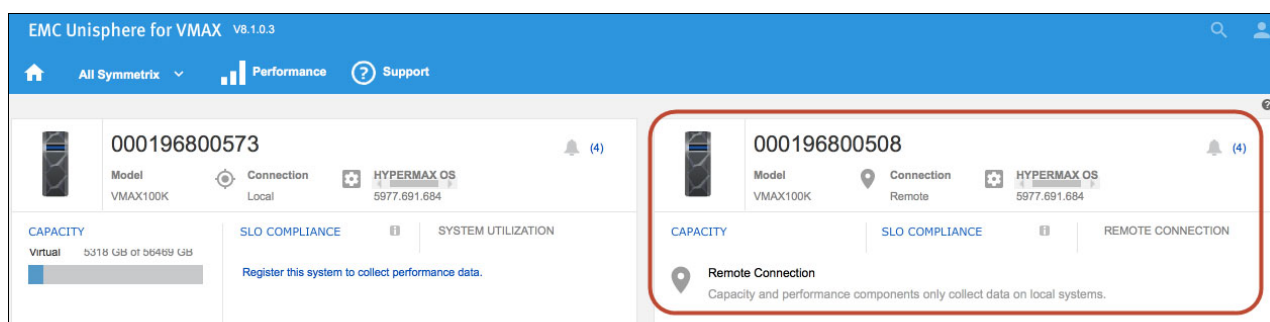 EMC Unisphere for VMAX V8.1.0.3
All Symmetrix Performance ? Support
?
000196800573 (4)
Model Connection HYPERMAX OS
VMAX100K Local 5977.691.684
CAPACITY SLO COMPLIANCE i SYSTEM UTILIZATION
Virtual 5318 GB of 56469 GB
Register this system to collect performance data.
000196800508 (4)
Model Connection HYPERMAX OS
VMAX100K Remote 5977.691.684
CAPACITY SLO COMPLIANCE i REMOTE CONNECTION
Remote Connection
Capacity and performance components only collect data on local systems.